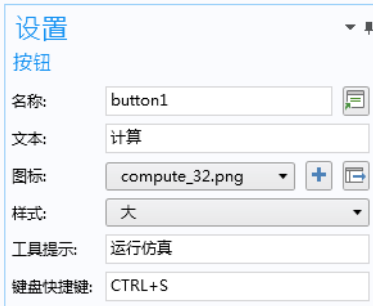 设置
按钮
名称: button1
文本: 计算
图标: compute_32.png
样式: 大
工具提示: 运行仿真
键盘快捷键: CTRL+S